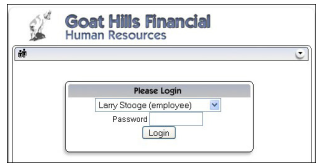 Goat Hills Financial
Human Resources
Please Login
Larry Stooge (employee)
Password
Login